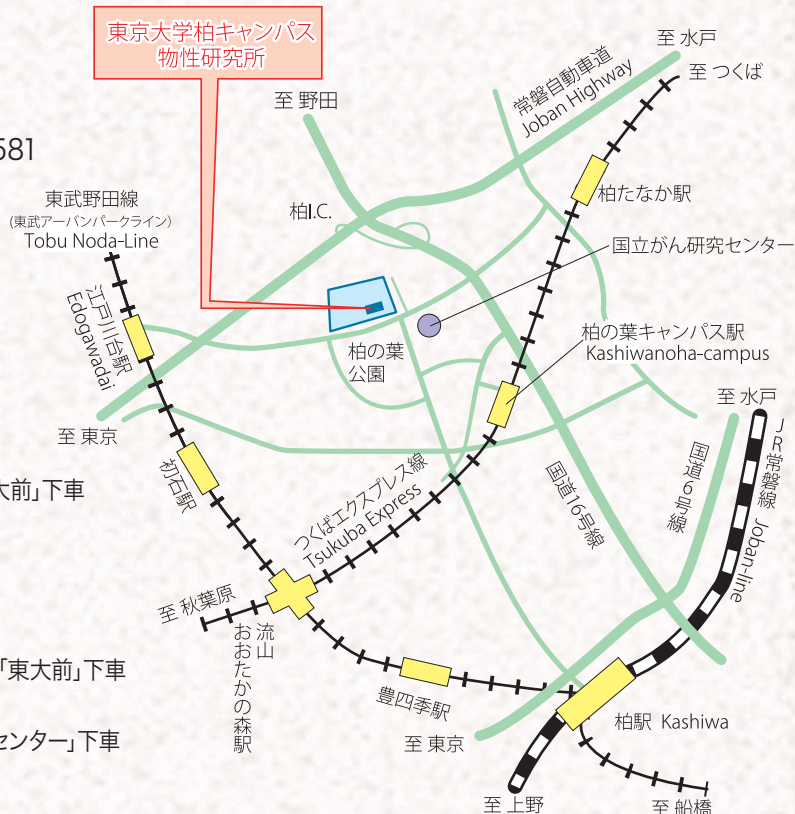 東京大学柏キャンパス
物性研究所
至 水戸
至 つくば
常磐自動車道
Joban Highway
至 野田
581
東武野田線
(東武アーバンパークライン)
Tobu Noda-Line
柏I.C.
柏たなか駅
国立がん研究センター
江戸川台駅
Edogawadai
柏の葉
公園
柏の葉キャンパス駅
Kashiwanoha-campus
至 東京
至 水戸
JR常磐線 Joban-line
国道6号線
国道16号線
初石駅
大前」下車
つくばエクスプレス線
Tsukuba Express
至 秋葉原
流山
おおたかの森駅
「東大前」下車
豊四季駅
柏駅 Kashiwa
センター」下車
至 東京
至 上野
至 船橋